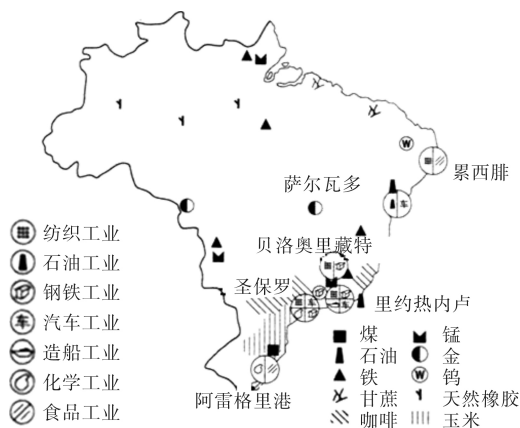 W
累西腓
萨尔瓦多
车
贝洛奥里藏特
圣保罗
车
里约热内卢
阿雷格里港
纺织工业
石油工业
钢铁工业
车 汽车工业
造船工业
化学工业
食品工业
煤 锰
石油 金
铁 W 钨
甘蔗 天然橡胶
咖啡 玉米